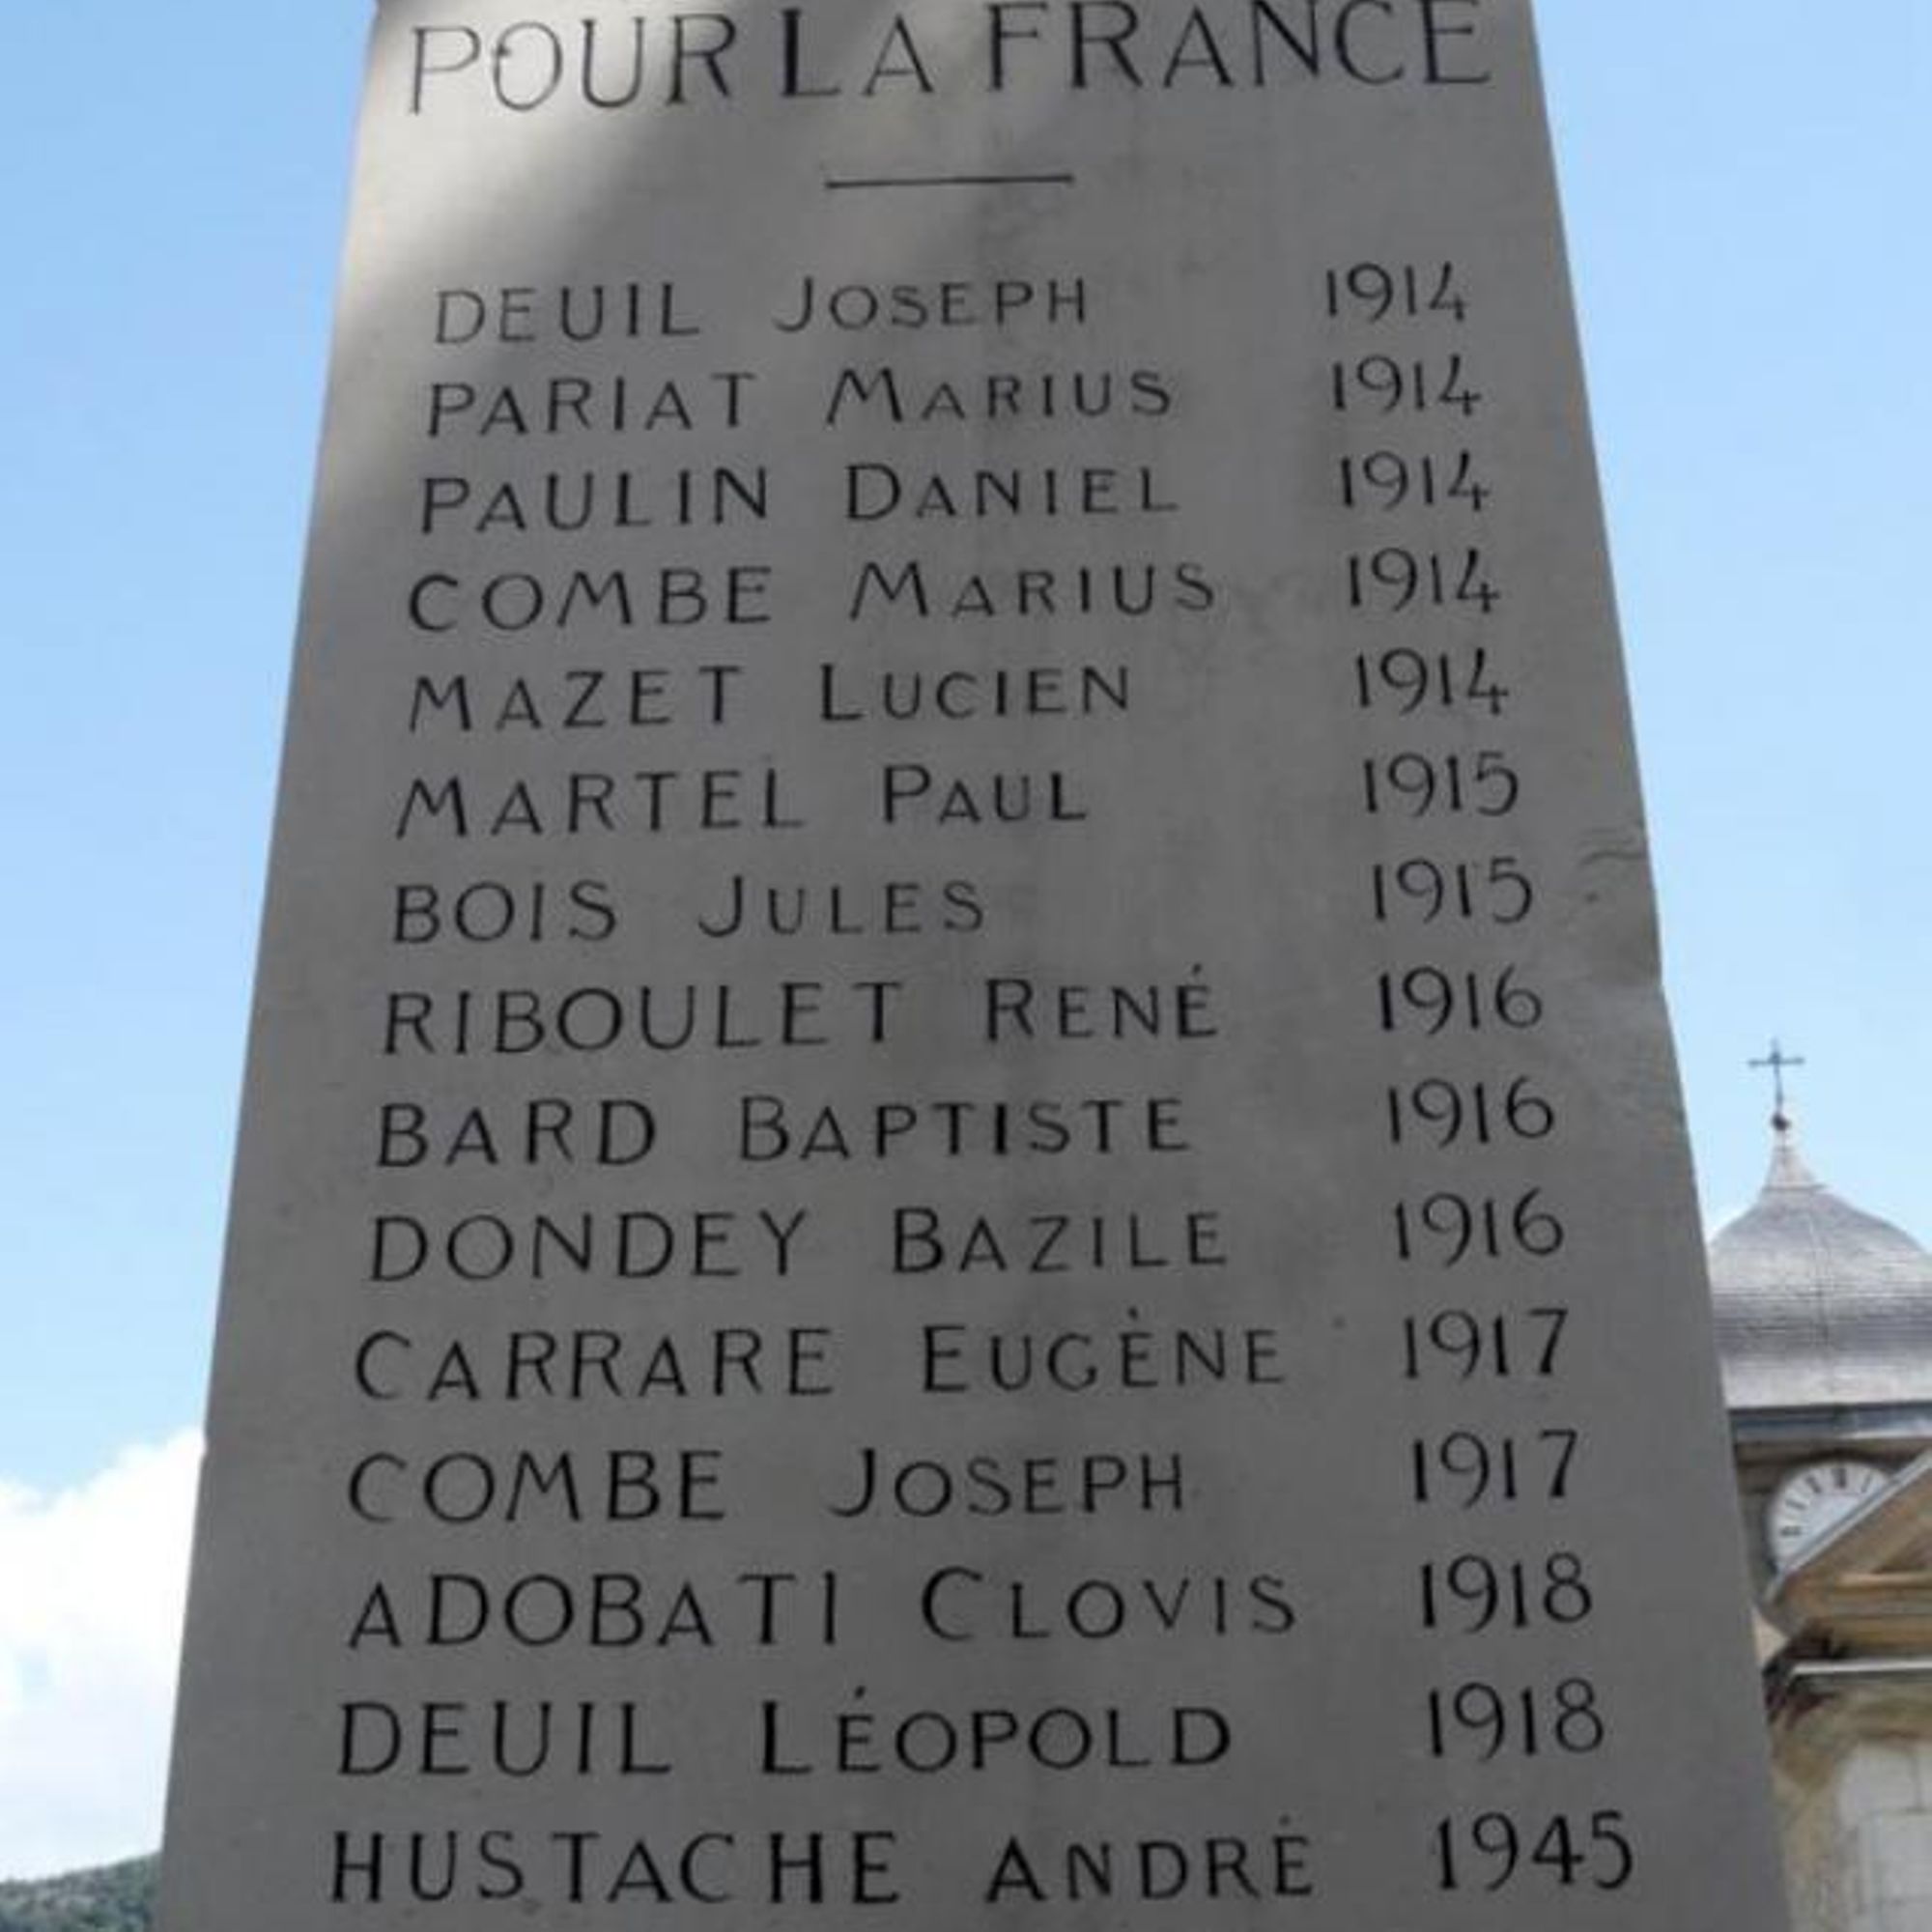 POUR LA FRANCE
DEUIL JOSEPH 1914
PARIAT MARIUS 1914
PAULIN DANIEL 1914
COMBE MARIUS 1914
MAZET LUCIEN 1914
MARTEL PAUL 1915
BOIS JULES 1915
RIBOULET RENÉ 1916
BARD BAPTISTE 1916
DONDEY BAZILE 1916
CARRARE EUGÈNE 1917
COMBE JOSEPH 1917
ADOBATI CLOVIS 1918
DEUIL LÉOPOLD 1918
HUSTACHE ANDRÉ 1945